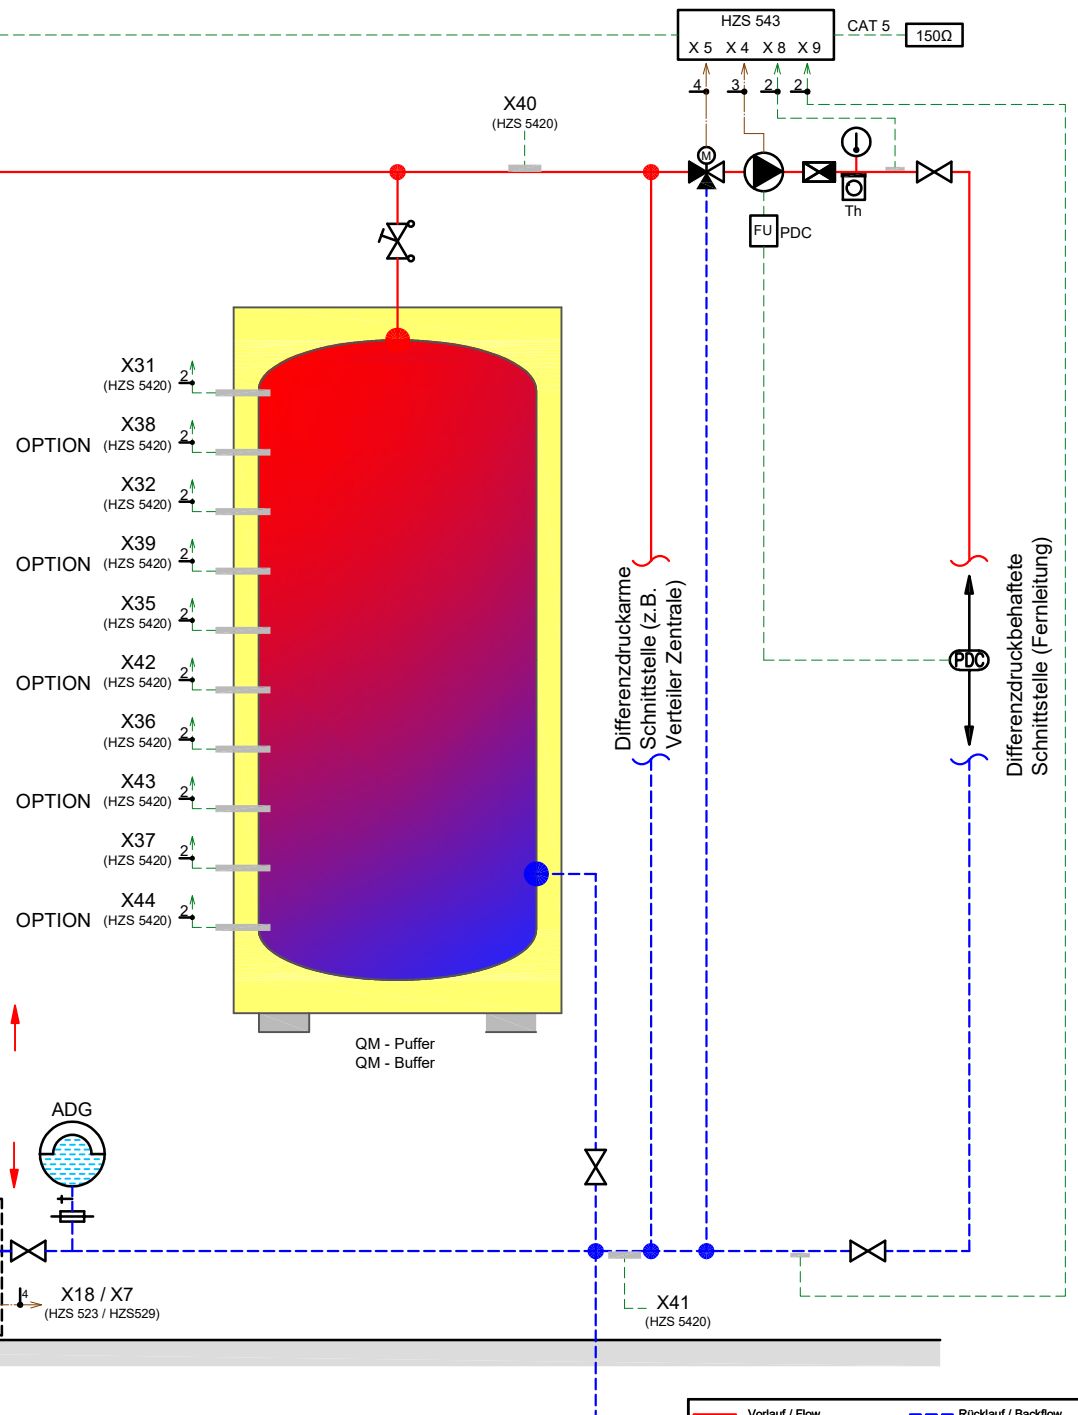 HZS 543
X 5 X 4 X 8 X 9
CAT 5
150Ω
4
3
2
2
X40
(HZS 5420)
M
Th
FU
PDC
X31
(HZS 5420)
2
X38
OPTION (HZS 5420)
2
X32
(HZS 5420)
2
X39
OPTION (HZS 5420)
2
X35
(HZS 5420)
2
X42
OPTION (HZS 5420)
2
X36
(HZS 5420)
2
X43
OPTION (HZS 5420)
2
X37
(HZS 5420)
2
X44
OPTION (HZS 5420)
2
Differenzdruckarme
Schnittstelle (z.B.
Verteiler Zentrale)
PDC
Differenzdruckbehaftete
Schnittstelle (Fernleitung)
QM - Puffer
QM - Buffer
ADG
4
X18 / X7
(HZS 523 / HZS529)
X41
(HZS 5420)
Vorlauf / Flow
Rücklauf / Backflow